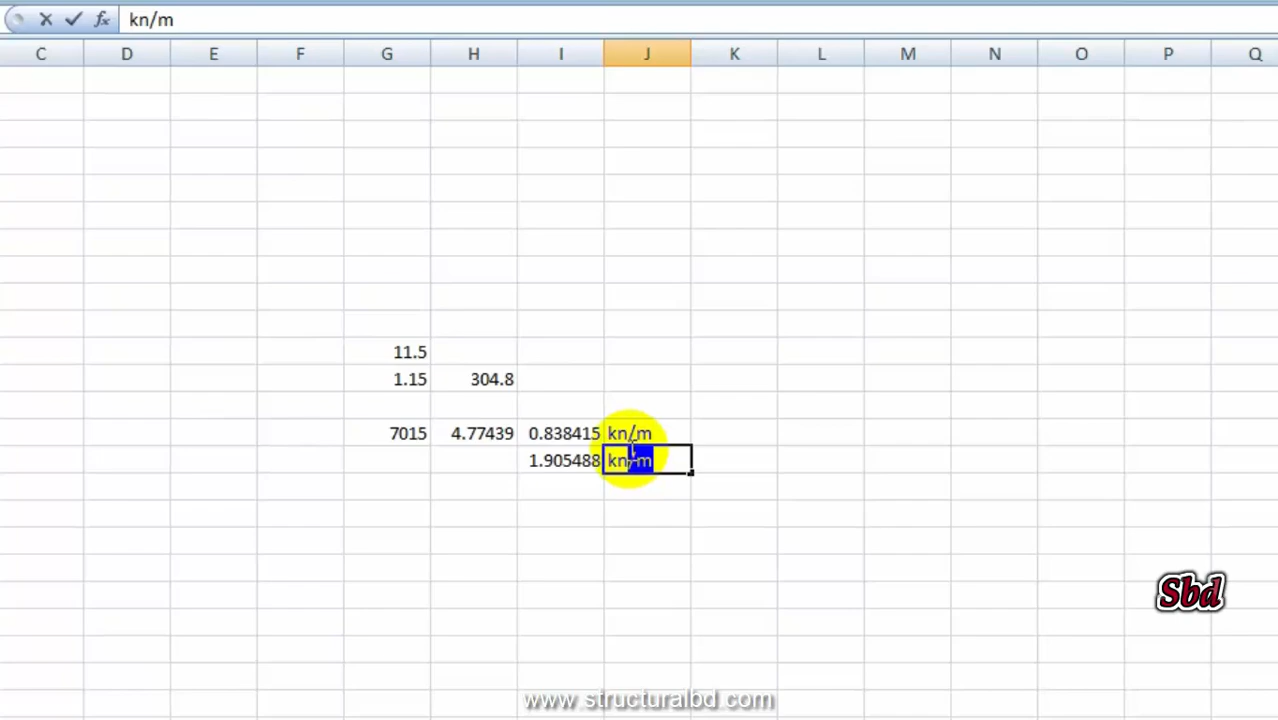 kn/m
C D E F G H I J K L M N O P Q
11.5
1.15 304.8
7015 4.77439 0.838415 kn/m
1.905488 kn/m
Sbd
www.structuralbd.com